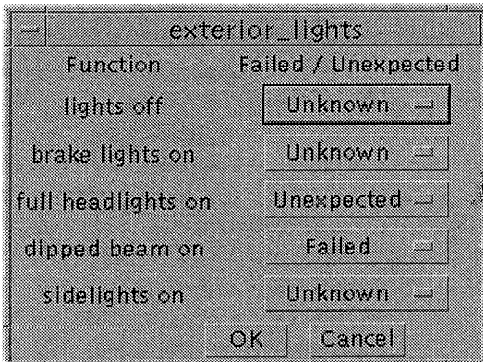 exterior_lights
Function Failed / Unexpected
lights off Unknown
brake lights on Unknown
full headlights on Unexpected
dipped beam on Failed
sidelights on Unknown
OK Cancel